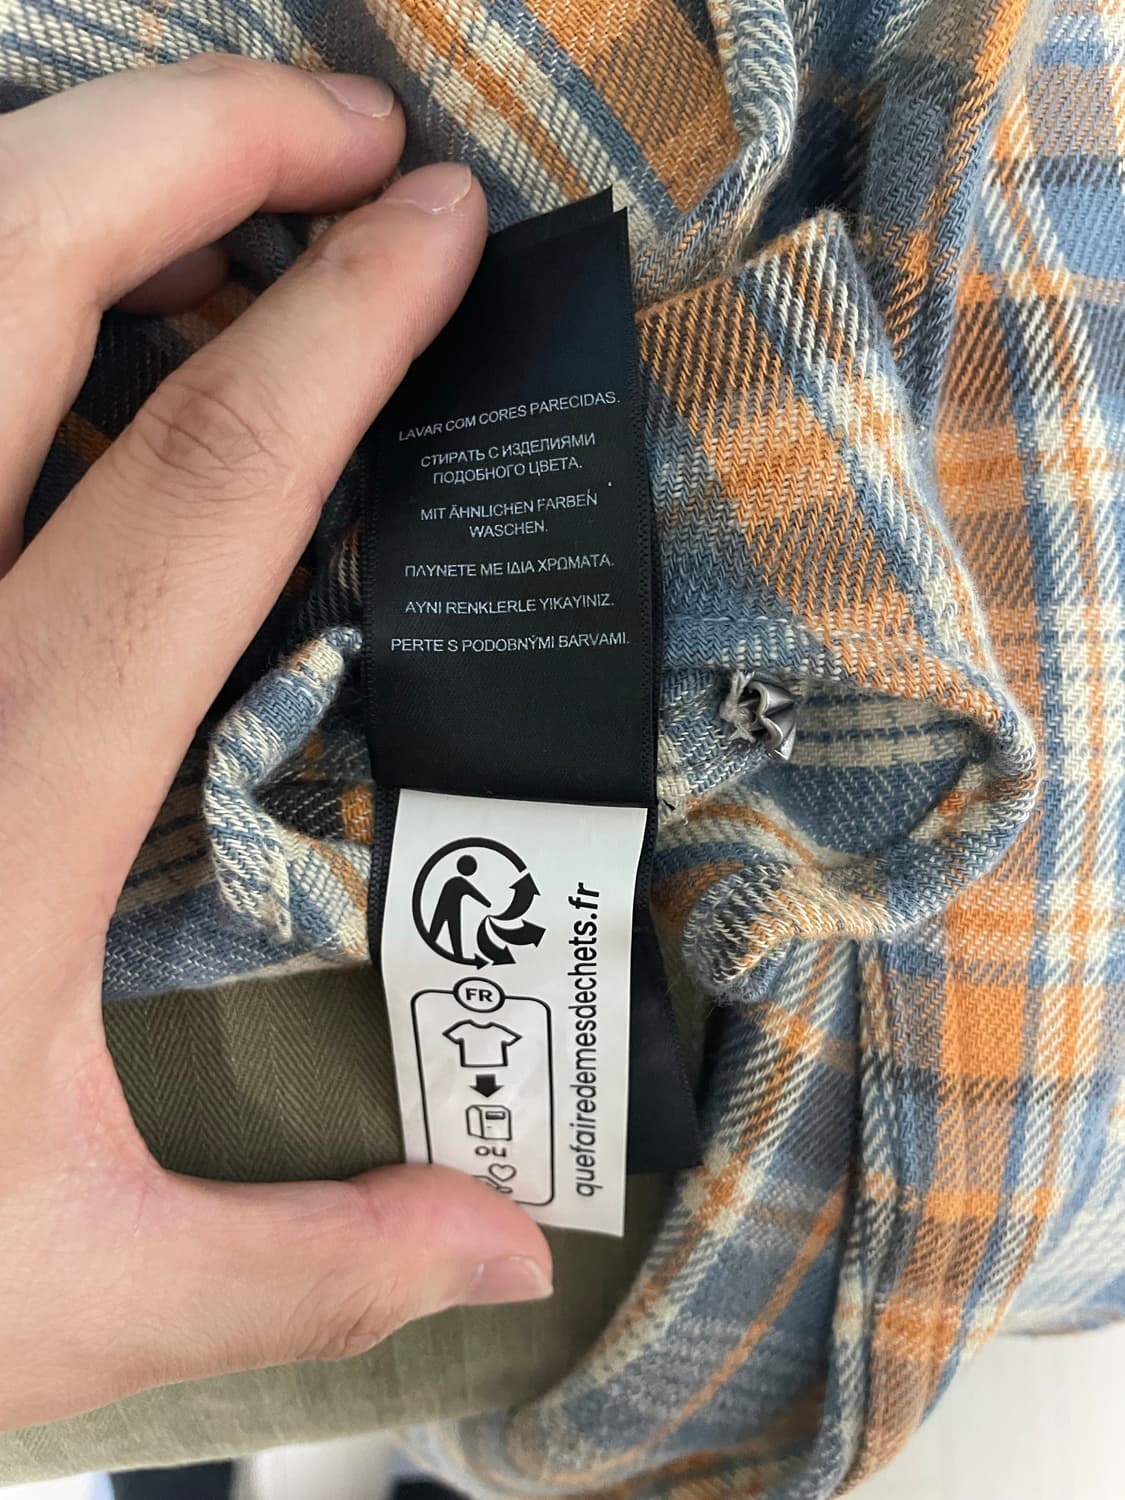 LAVAR COM CORES PARECIDAS.
СТИРАТЬ С ИЗДЕЛИЯМИ
ПОДОБНОГО ЦВЕТА.
MIT ÄHNLICHEN FARBEN
WASCHEN.
ΠΛΥΝΕΤΕ ΜΕ ΙΔΙΑ ΧΡΩΜΑΤΑ.
AYNI RENKLERLE YIKAYINIZ.
PERTE S PODOBNÝMI BARVAMI.
FR
quefairedemesdechets.fr